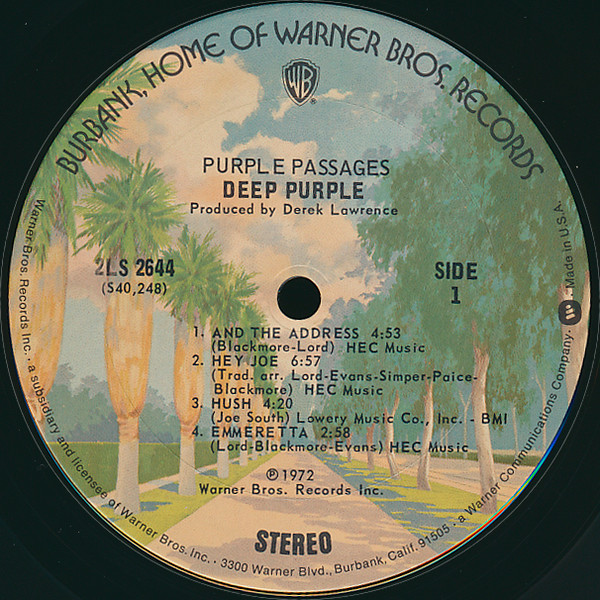 BURBANK, HOME OF WARNER BROS. RECORDS
WB
PURPLE PASSAGES
DEEP PURPLE
Produced by Derek Lawrence
2LS 2644
(S40,248)
SIDE
1
1. AND THE ADDRESS 4:53
(Blackmore-Lord) HEC Music
2. HEY JOE 6:57
(Trad. arr. Lord-Evans-Simper-Paice-
Blackmore) HEC Music
3. HUSH 4:20
(Joe South) Lowery Music Co., Inc. - BMI
4. EMMERETTA 2:58
(Lord-Blackmore-Evans) HEC Music
℗ 1972
Warner Bros. Records Inc.
STEREO
Warner Bros. Records Inc. · a subsidiary and licensee of Warner Bros. Inc. · 3300 Warner Blvd., Burbank, Calif. 91505 · a Warner Communications Company · Made in U.S.A.